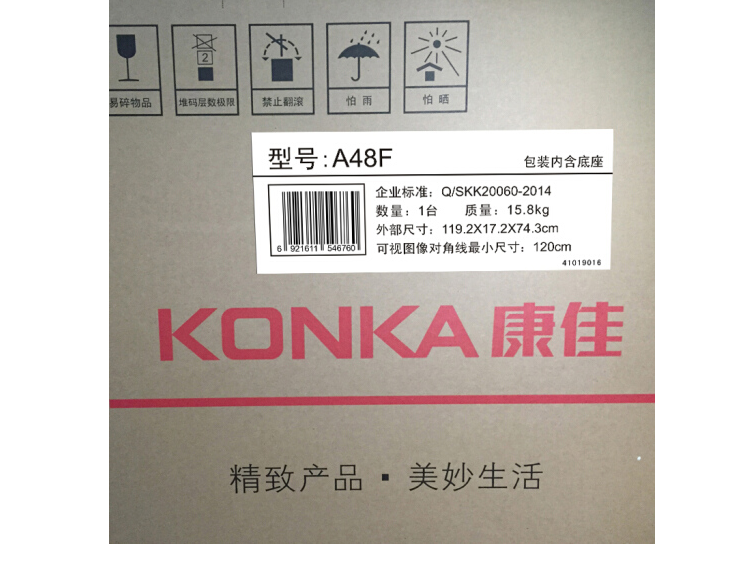 2
易碎物品 堆码层数极限 禁止翻滚 怕雨 怕晒
型号:A48F 包装内含底座
企业标准：Q/SKK20060-2014
数量：1台 质量：15.8kg
外部尺寸：119.2X17.2X74.3cm
可视图像对角线最小尺寸：120cm
6 921611 546760
41019016
KONKA康佳
精致产品·美妙生活